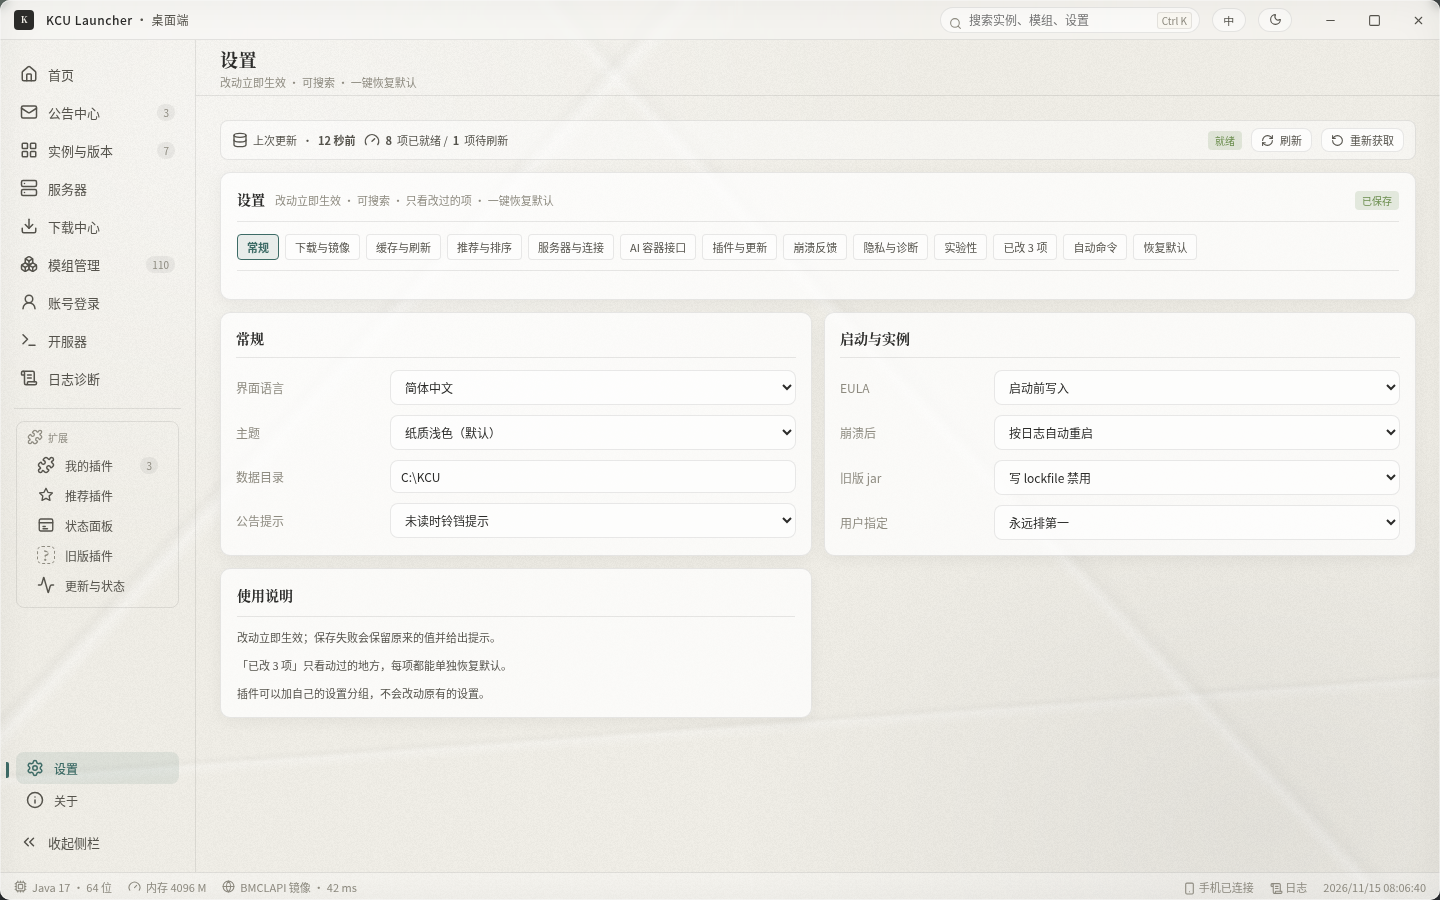 K KCU Launcher · 桌面端
搜索实例、模组、设置 Ctrl K
中
首页
公告中心 3
实例与版本 7
服务器
下载中心
模组管理 110
账号登录
开服器
日志诊断
扩展
我的插件 3
推荐插件
状态面板
旧版插件
更新与状态
设置
关于
收起侧栏
设置
改动立即生效 · 可搜索 · 一键恢复默认
上次更新 · 12 秒前 8 项已就绪 / 1 项待刷新
就绪 刷新 重新获取
设置 改动立即生效 · 可搜索 · 只看改过的项 · 一键恢复默认 已保存
常规 下载与镜像 缓存与刷新 推荐与排序 服务器与连接 AI 容器接口 插件与更新 崩溃反馈 隐私与诊断 实验性 已改 3 项 自动命令 恢复默认
常规
界面语言 简体中文
主题 纸质浅色（默认）
数据目录 C:\KCU
公告提示 未读时铃铛提示
启动与实例
EULA 启动前写入
崩溃后 按日志自动重启
旧版 jar 写 lockfile 禁用
用户指定 永远排第一
使用说明
改动立即生效；保存失败会保留原来的值并给出提示。
「已改 3 项」只看动过的地方，每项都能单独恢复默认。
插件可以加自己的设置分组，不会改动原有的设置。
Java 17 · 64 位 内存 4096 M BMCLAPI 镜像 · 42 ms
手机已连接 日志 2026/11/15 08:06:40